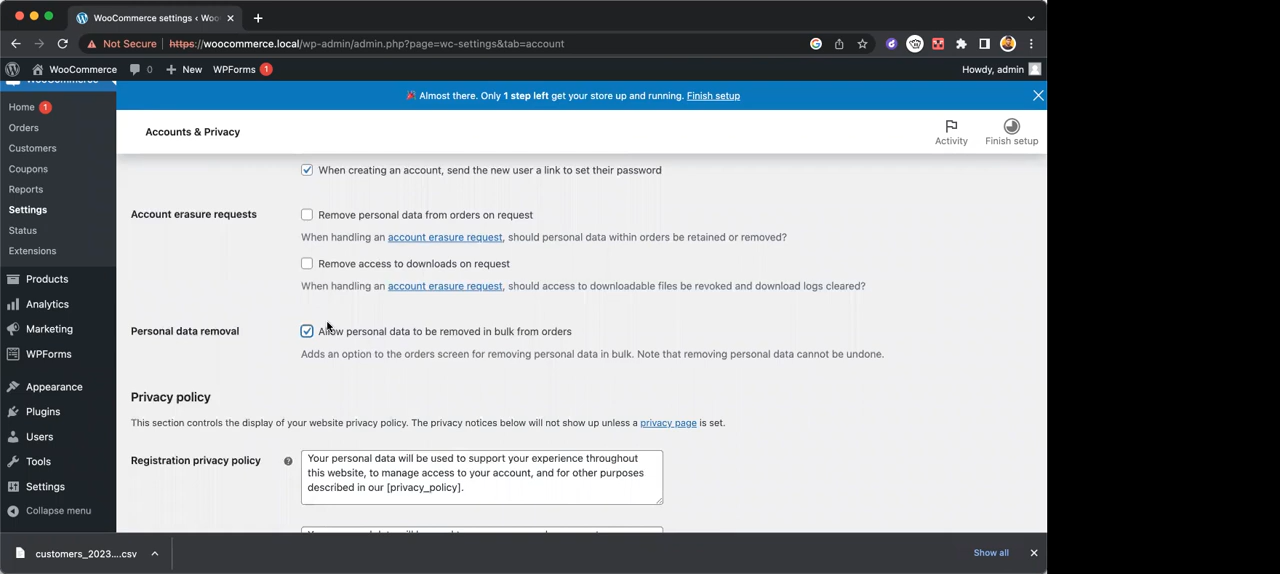 WooCommerce settings ‹ Woo
Not Secure https://woocommerce.local/wp-admin/admin.php?page=wc-settings&tab=account
WooCommerce 0 New WPForms 1 Howdy, admin
WooCommerce
🎉 Almost there. Only 1 step left get your store up and running. Finish setup
Home 1
Orders
Customers
Coupons
Reports
Settings
Status
Extensions
Products
Analytics
Marketing
WPForms
Appearance
Plugins
Users
Tools
Settings
Collapse menu
Accounts & Privacy
Activity
Finish setup
When creating an account, send the new user a link to set their password
Account erasure requests
Remove personal data from orders on request
When handling an account erasure request, should personal data within orders be retained or removed?
Remove access to downloads on request
When handling an account erasure request, should access to downloadable files be revoked and download logs cleared?
Personal data removal
Allow personal data to be removed in bulk from orders
Adds an option to the orders screen for removing personal data in bulk. Note that removing personal data cannot be undone.
Privacy policy
This section controls the display of your website privacy policy. The privacy notices below will not show up unless a privacy page is set.
Registration privacy policy
Your personal data will be used to support your experience throughout
this website, to manage access to your account, and for other purposes
described in our [privacy_policy].
customers_2023....csv
Show all